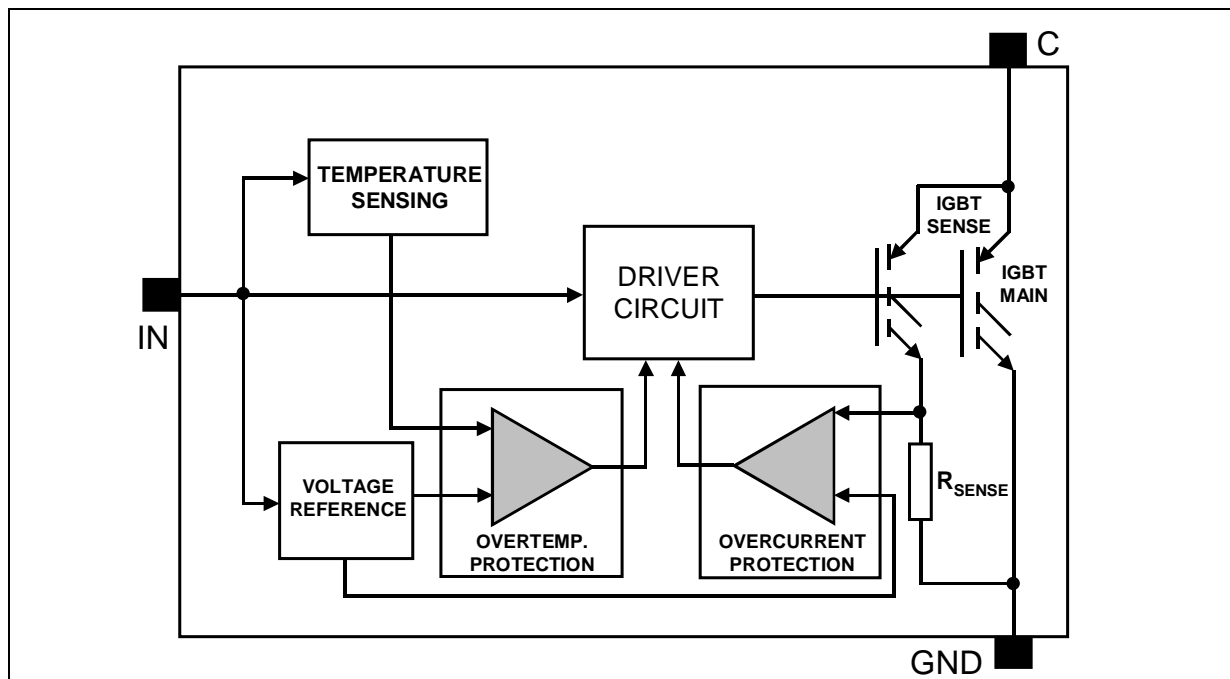 C
TEMPERATURE
SENSING
IGBT
SENSE
IGBT
MAIN
DRIVER
CIRCUIT
IN
VOLTAGE
REFERENCE
OVERTEMP.
PROTECTION
OVERCURRENT
PROTECTION
RSENSE
GND